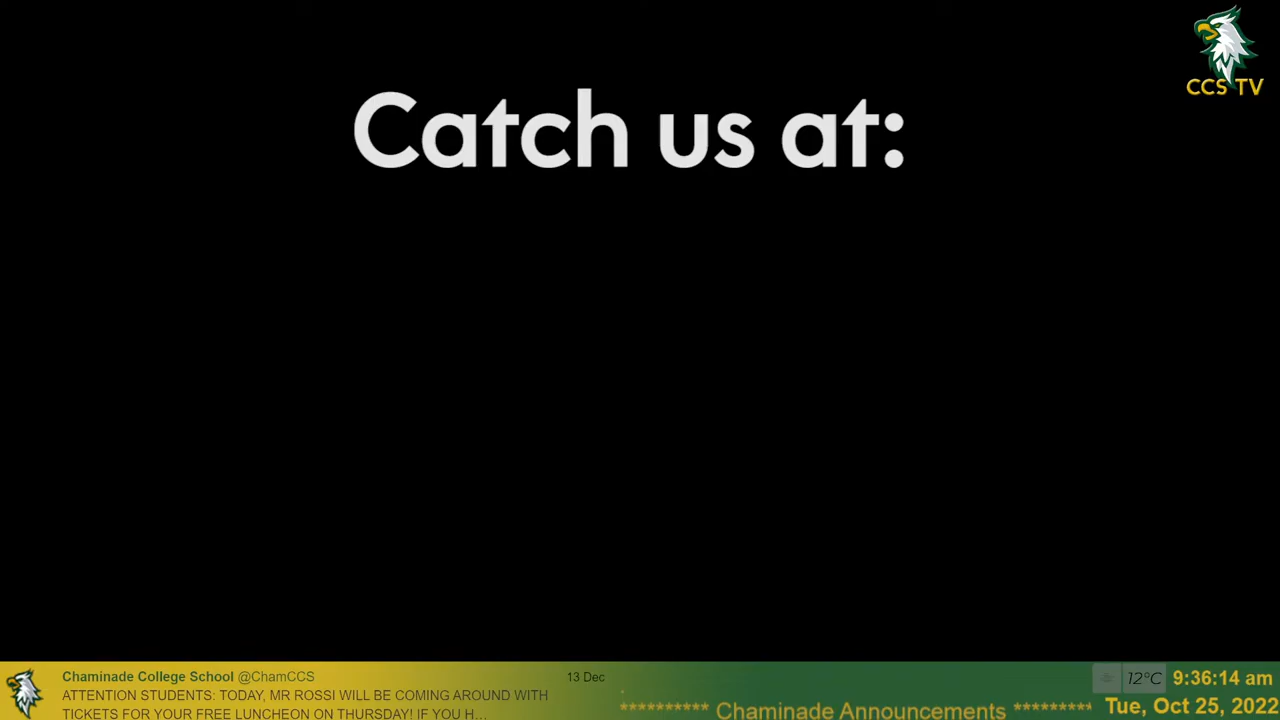 CCS TV
Catch us at:
Chaminade College School @ChamCCS 13 Dec
ATTENTION STUDENTS: TODAY, MR ROSSI WILL BE COMING AROUND WITH
TICKETS FOR YOUR FREE LUNCHEON ON THURSDAY! IF YOU H...
********** Chaminade Announcements *********
12°C 9:36:14 am
Tue, Oct 25, 2022